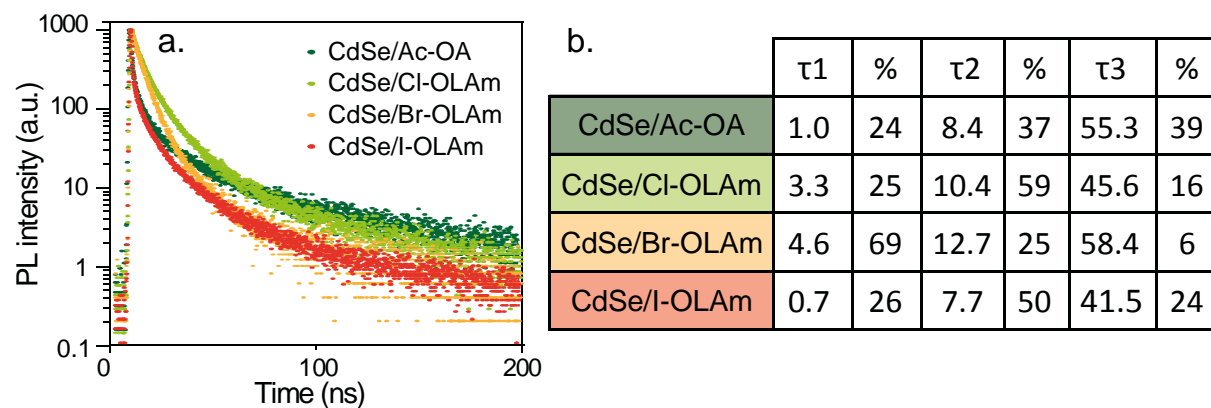 a.
CdSe/Ac-OA
CdSe/Cl-OLAm
CdSe/Br-OLAm
CdSe/I-OLAm
PL intensity (a.u.)
1000
100
10
1
0.1
0 100 200
Time (ns)
b.
τ1 % τ2 % τ3 %
CdSe/Ac-OA 1.0 24 8.4 37 55.3 39
CdSe/Cl-OLAm 3.3 25 10.4 59 45.6 16
CdSe/Br-OLAm 4.6 69 12.7 25 58.4 6
CdSe/I-OLAm 0.7 26 7.7 50 41.5 24